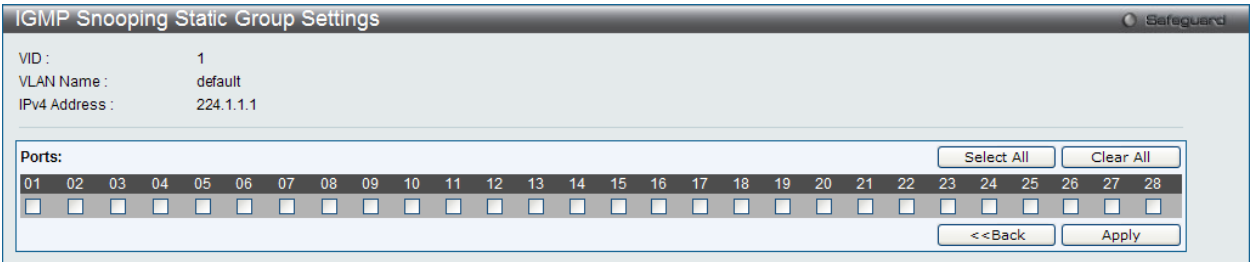 IGMP Snooping Static Group Settings Safeguard
VID : 1
VLAN Name : default
IPv4 Address : 224.1.1.1
Ports: Select All Clear All
01 02 03 04 05 06 07 08 09 10 11 12 13 14 15 16 17 18 19 20 21 22 23 24 25 26 27 28
<<Back Apply